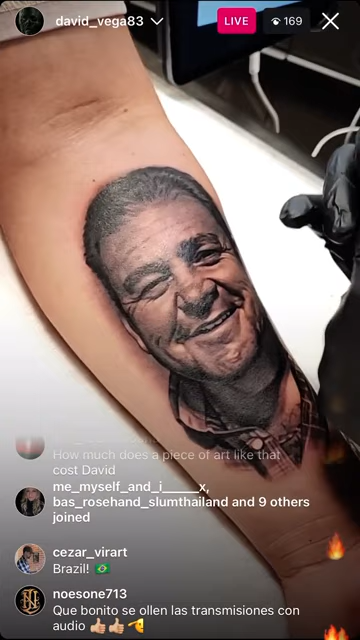 david_vega83
LIVE
169
How much does a piece of art like that
cost David
me_myself_and_i_____x,
bas_rosehand_slumthailand and 9 others
joined
cezar_virart
Brazil! 🇧🇷
noesone713
Que bonito se ollen las transmisiones con
audio 👍🏼👍🏼🫡